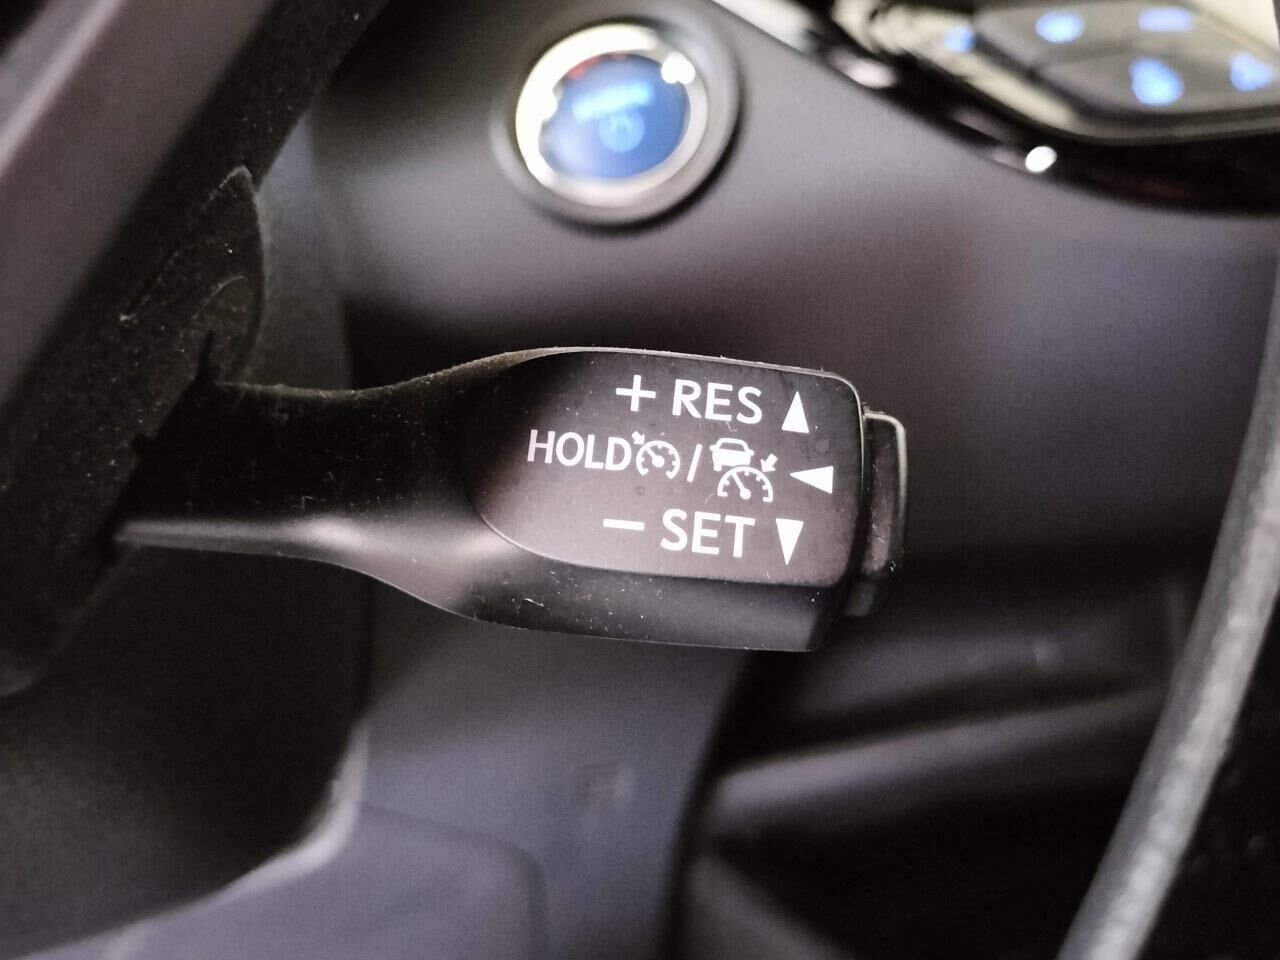 + RES
HOLD /
− SET